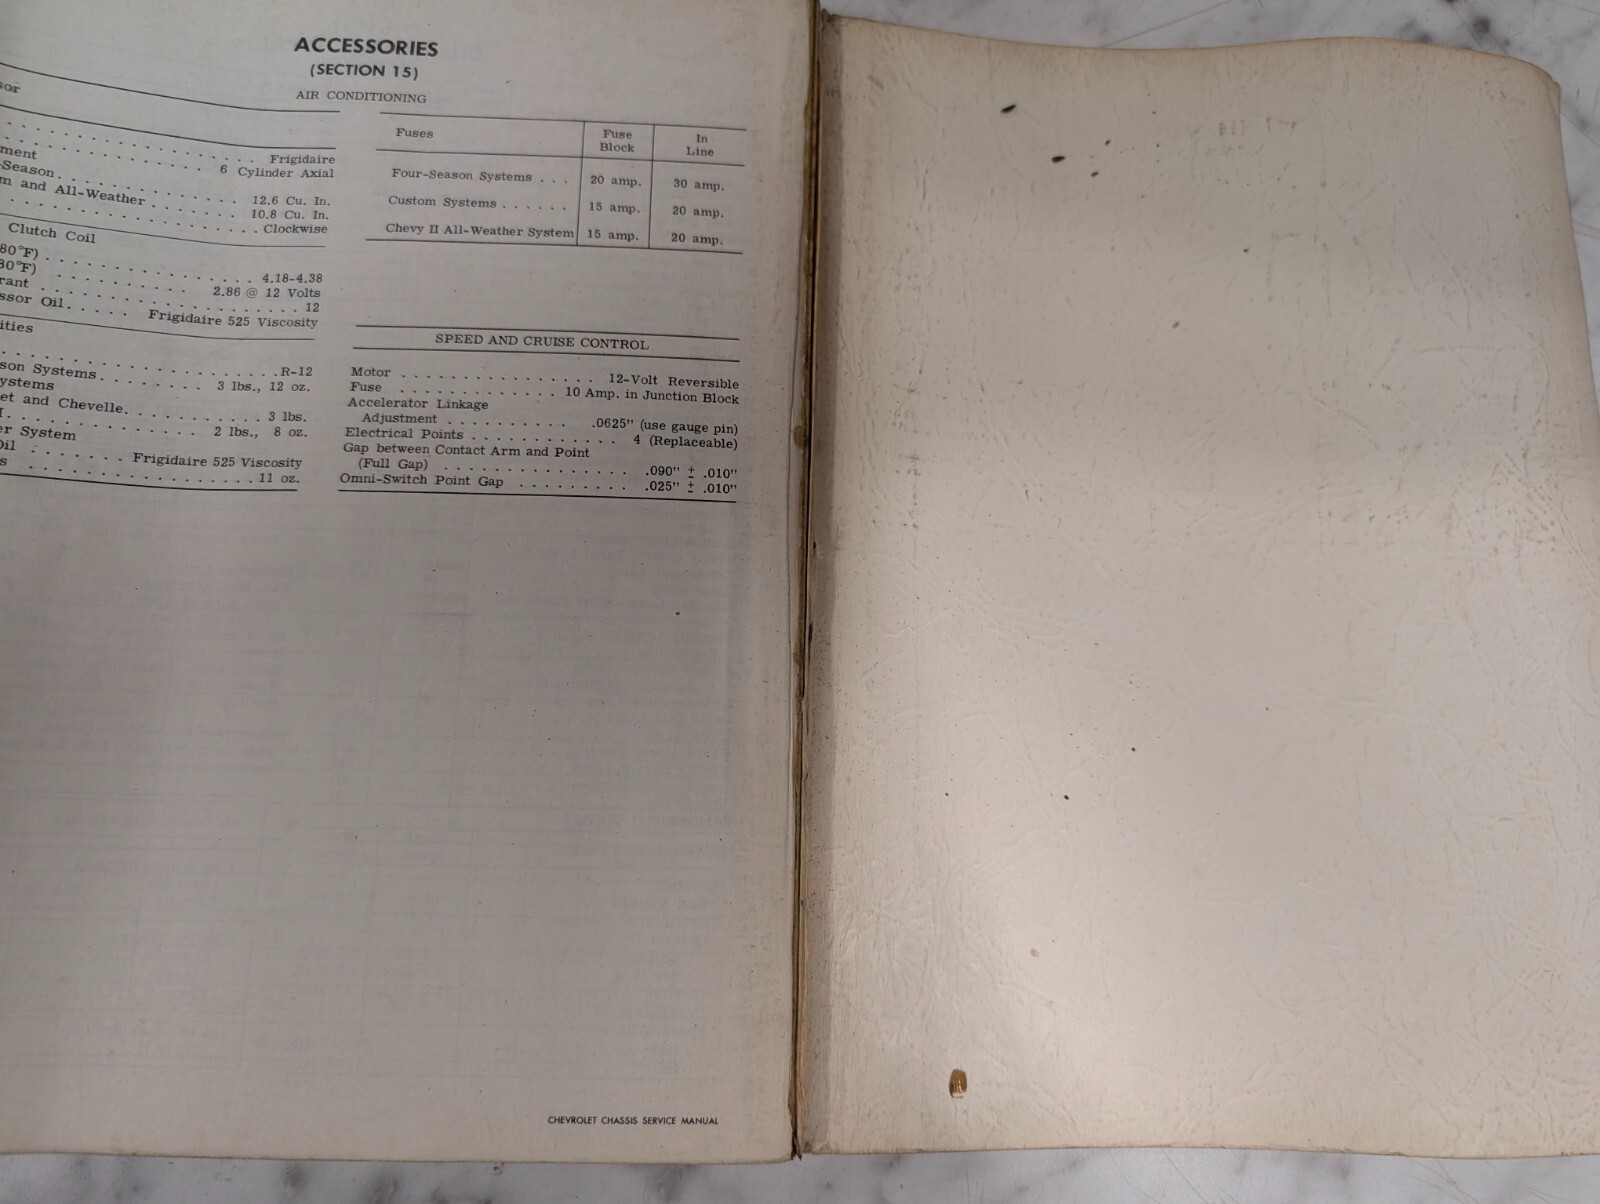 ACCESSORIES
(SECTION 15)
AIR CONDITIONING
. . . . . . . . . . Frigidaire
ment . . . . . . . . . . 6 Cylinder Axial
-Season. . . . . . . . . . . 12.6 Cu. In.
m and All-Weather . . . . . . . 10.8 Cu. In.
. . . . . . . . . . Clockwise
Clutch Coil
80°F) . . . . . . . . . . 4.18-4.38
80°F) . . . . . . . . . . 2.86 @ 12 Volts
rant . . . . . . . . . . 12
ssor Oil. . . . . . Frigidaire 525 Viscosity
ities
. . . . . . . . . . R-12
son Systems. . . . . . . . . 3 lbs., 12 oz.
ystems
et and Chevelle. . . . . . . . . . . 3 lbs.
. . . . . . . . . . 2 lbs., 8 oz.
er System
Oil . . . . . . . Frigidaire 525 Viscosity
s . . . . . . . . . . 11 oz.
Fuses Fuse Block In Line
Four-Season Systems . . . 20 amp. 30 amp.
Custom Systems . . . . . . 15 amp. 20 amp.
Chevy II All-Weather System 15 amp. 20 amp.
SPEED AND CRUISE CONTROL
Motor . . . . . . . . . . . . . . . 12-Volt Reversible
Fuse . . . . . . . . . . . . 10 Amp. in Junction Block
Accelerator Linkage
Adjustment . . . . . . . . . . .0625" (use gauge pin)
Electrical Points . . . . . . . . . . . . 4 (Replaceable)
Gap between Contact Arm and Point
(Full Gap) . . . . . . . . . . . . . . . .090" ± .010"
Omni-Switch Point Gap . . . . . . . . . .025" ± .010"
CHEVROLET CHASSIS SERVICE MANUAL